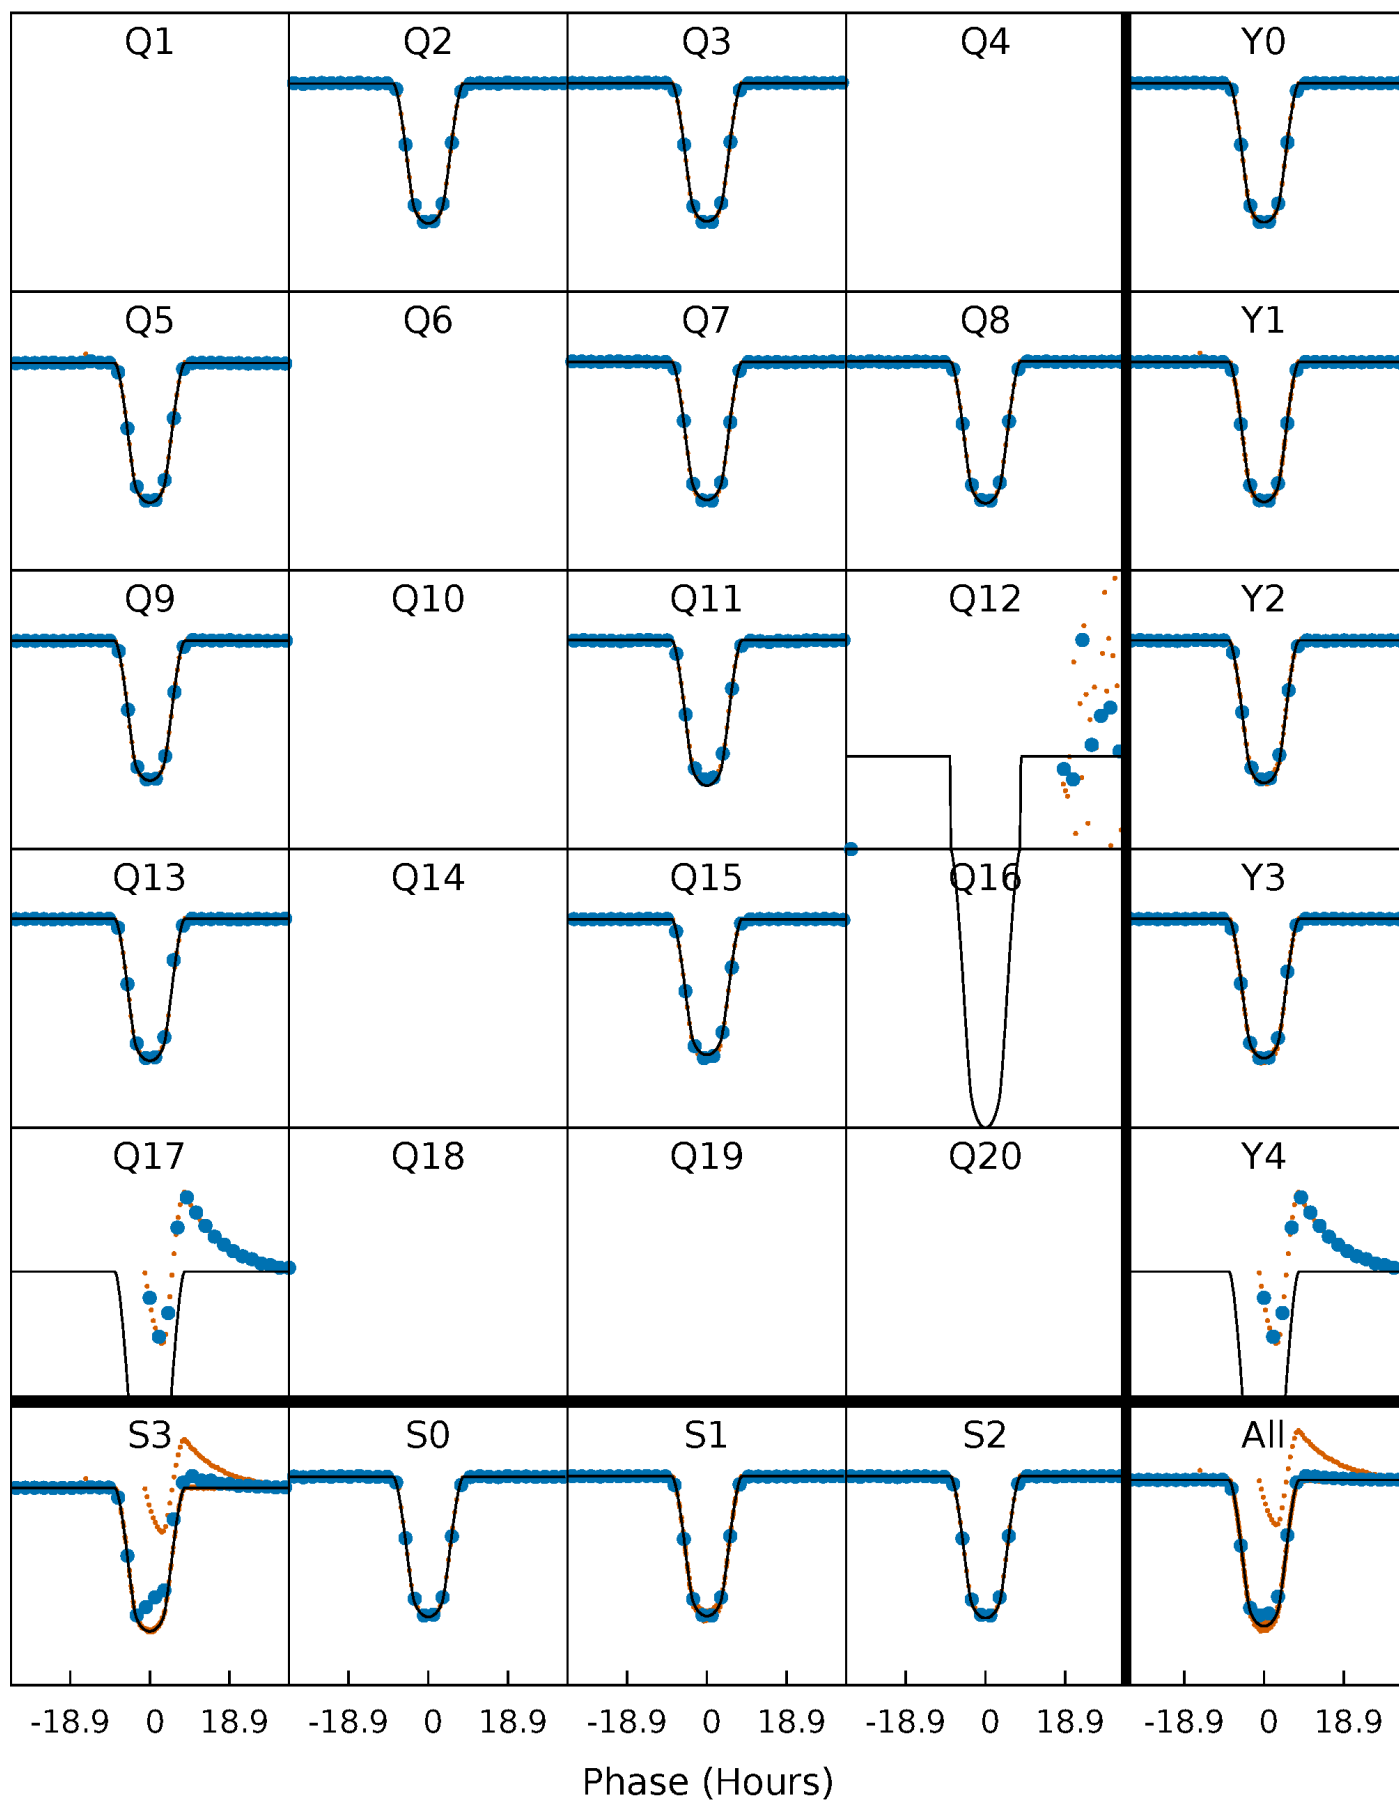 Q1 Q2 Q3 Q4 Y0
Q5 Q6 Q7 Q8 Y1
Q9 Q10 Q11 Q12 Y2
Q13 Q14 Q15 Q16 Y3
Q17 Q18 Q19 Q20 Y4
S3 S0 S1 S2 All
-18.9 0 18.9 -18.9 0 18.9 -18.9 0 18.9 -18.9 0 18.9 -18.9 0 18.9
Phase (Hours)